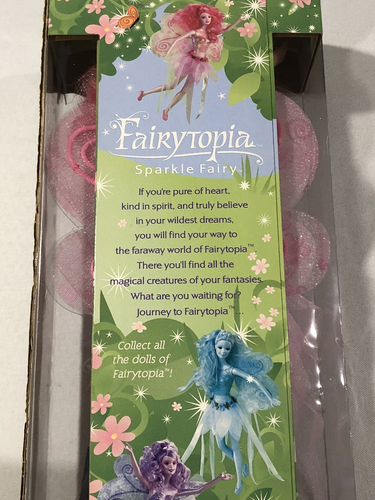 Fairytopia™
Sparkle Fairy™
If you're pure of heart,
kind in spirit, and truly believe
in your wildest dreams,
you will find your way to
the faraway world of Fairytopia™.
There you'll find all the
magical creatures of your fantasies.
What are you waiting for?
Journey to Fairytopia™...
Collect all
the dolls of
Fairytopia™!